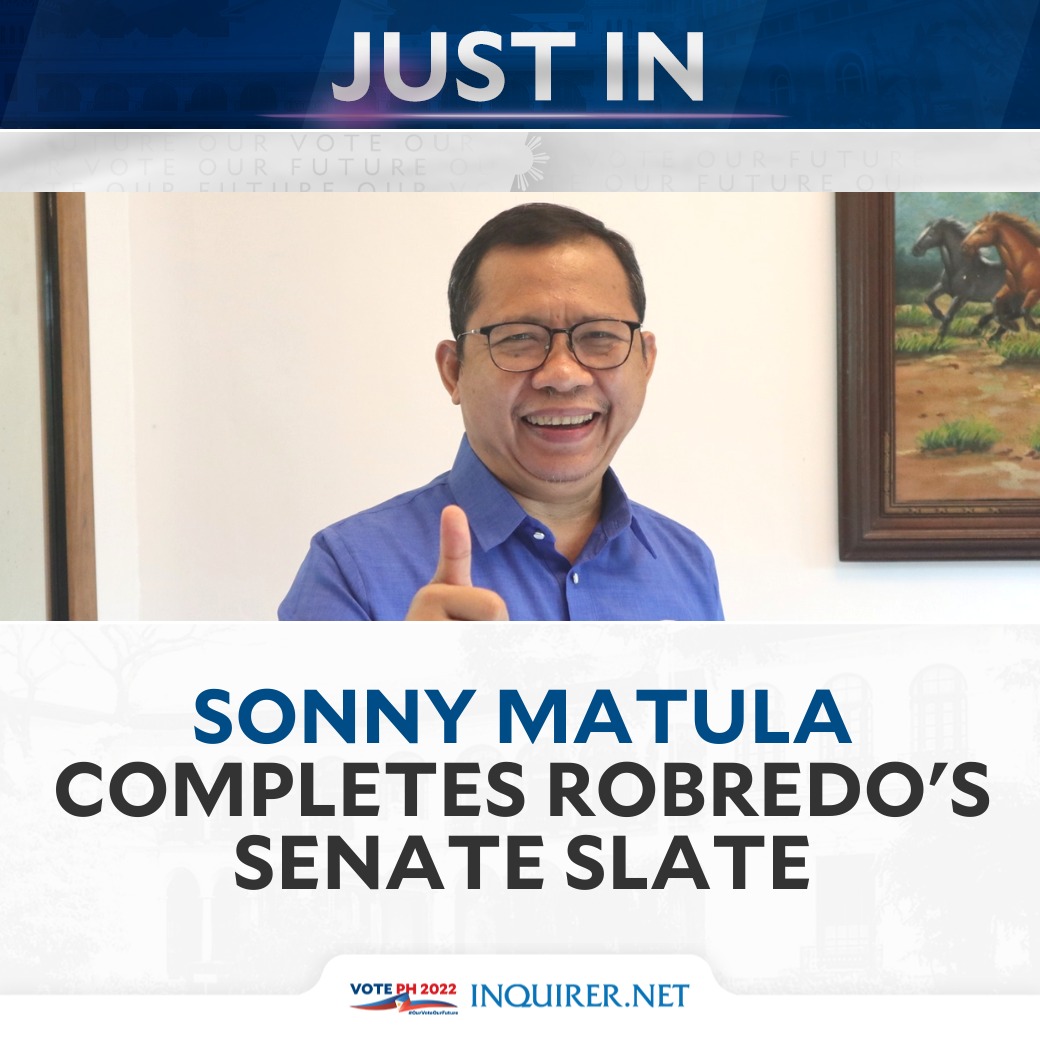 JUST IN
OUR VOTE OUR
VOTE OUR FUTURE
VOTE OUR FUTURE
OUR FUTURE OUR
SONNY MATULA
COMPLETES ROBREDO'S
SENATE SLATE
VOTE PH 2022 INQUIRER.NET
#OurVoteOurFuture